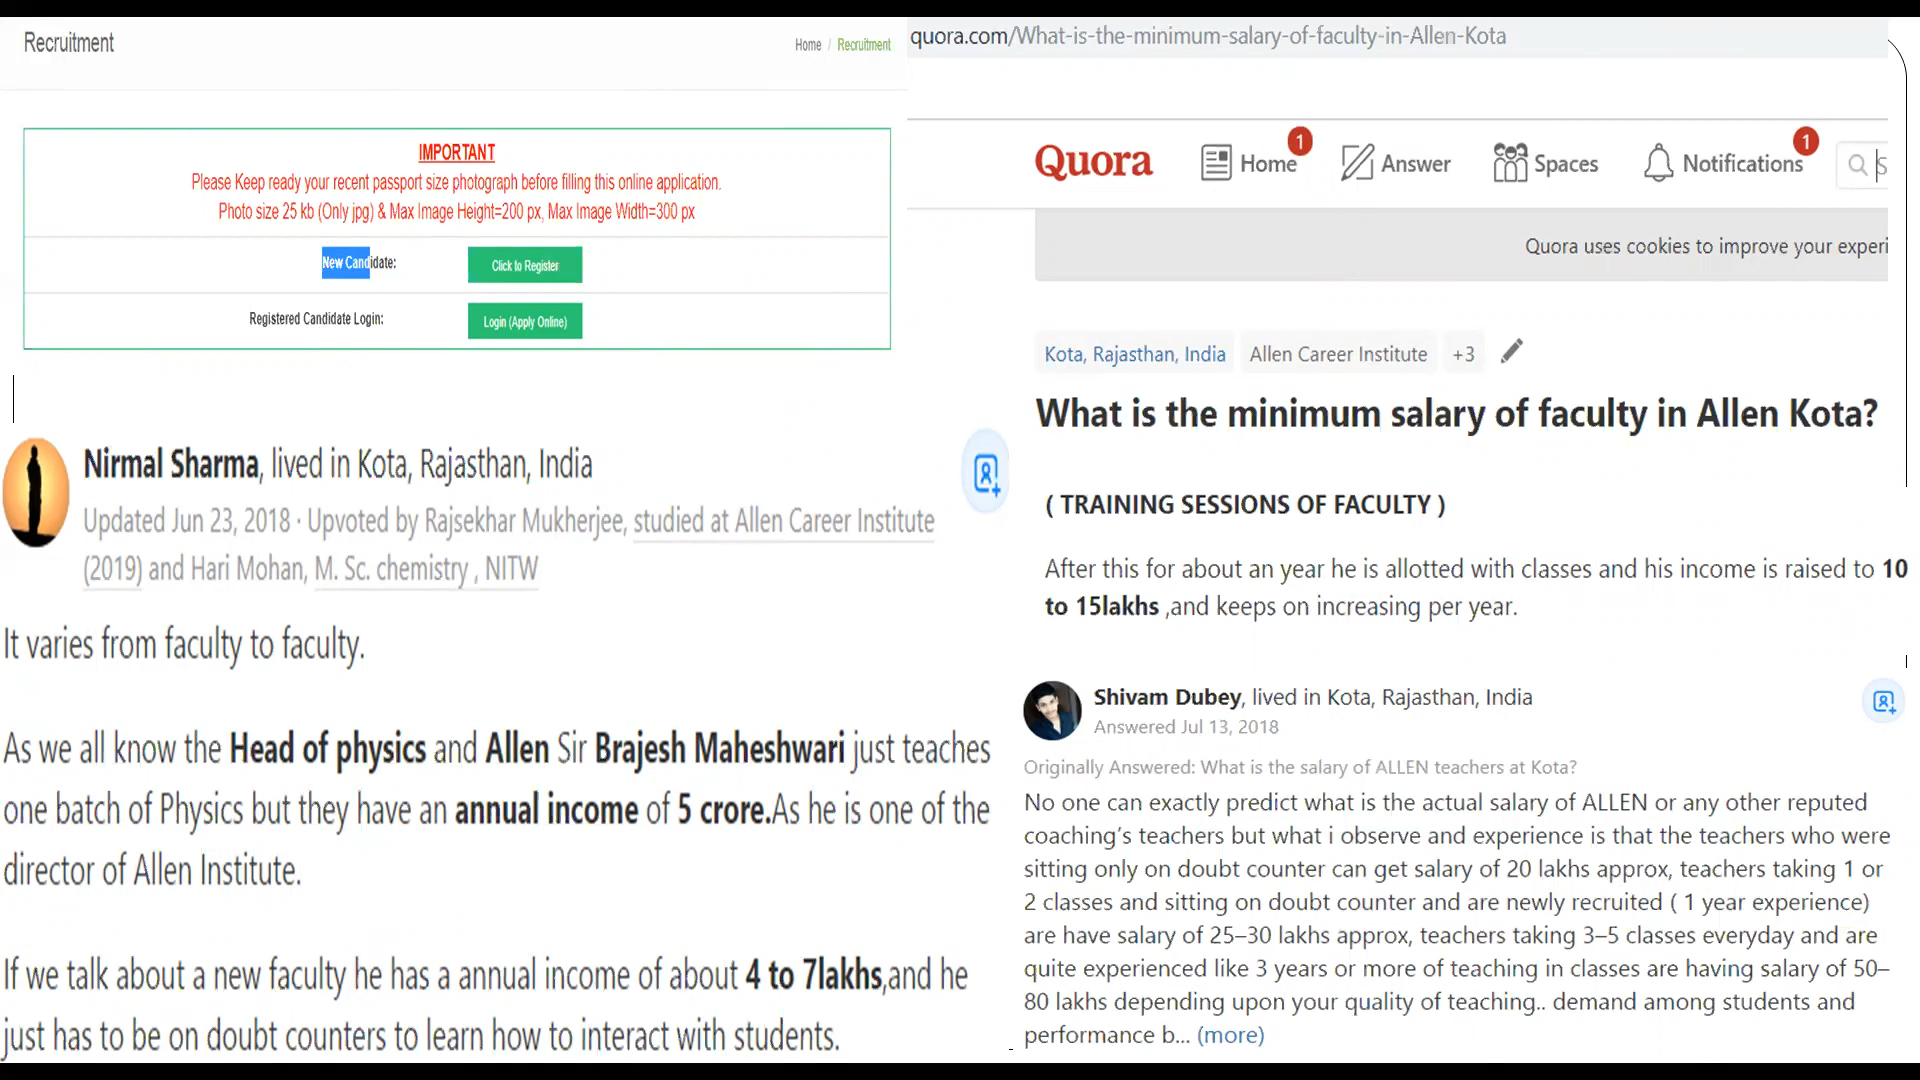 Recruitment
Home / Recruitment
IMPORTANT
Please Keep ready your recent passport size photograph before filling this online application.
Photo size 25 kb (Only jpg) & Max Image Height=200 px, Max Image Width=300 px
New Candidate:
Click to Register
Registered Candidate Login:
Login (Apply Online)
Nirmal Sharma, lived in Kota, Rajasthan, India
Updated Jun 23, 2018 · Upvoted by Rajsekhar Mukherjee, studied at Allen Career Institute
(2019) and Hari Mohan, M. Sc. chemistry , NITW
It varies from faculty to faculty.
As we all know the Head of physics and Allen Sir Brajesh Maheshwari just teaches
one batch of Physics but they have an annual income of 5 crore.As he is one of the
director of Allen Institute.
If we talk about a new faculty he has a annual income of about 4 to 7lakhs,and he
just has to be on doubt counters to learn how to interact with students.
quora.com/What-is-the-minimum-salary-of-faculty-in-Allen-Kota
Quora
Home
1
Answer
Spaces
Notifications
1
S
Quora uses cookies to improve your experi
Kota, Rajasthan, India
Allen Career Institute
+3
What is the minimum salary of faculty in Allen Kota?
( TRAINING SESSIONS OF FACULTY )
After this for about an year he is allotted with classes and his income is raised to 10
to 15lakhs ,and keeps on increasing per year.
Shivam Dubey, lived in Kota, Rajasthan, India
Answered Jul 13, 2018
Originally Answered: What is the salary of ALLEN teachers at Kota?
No one can exactly predict what is the actual salary of ALLEN or any other reputed
coaching's teachers but what i observe and experience is that the teachers who were
sitting only on doubt counter can get salary of 20 lakhs approx, teachers taking 1 or
2 classes and sitting on doubt counter and are newly recruited ( 1 year experience)
are have salary of 25–30 lakhs approx, teachers taking 3–5 classes everyday and are
quite experienced like 3 years or more of teaching in classes are having salary of 50–
80 lakhs depending upon your quality of teaching.. demand among students and
performance b... (more)